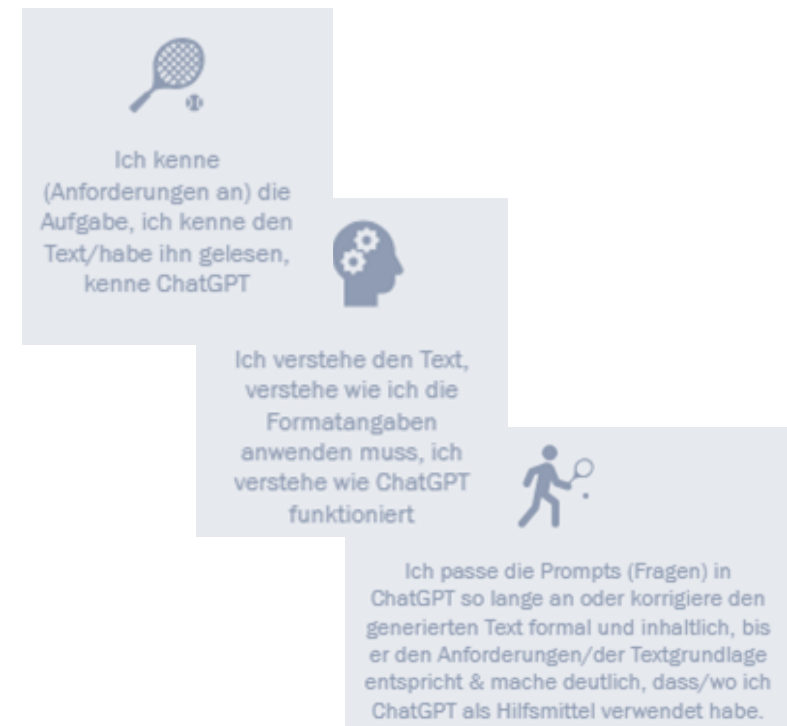 Ich kenne
(Anforderungen an) die
Aufgabe, ich kenne den
Text/habe ihn gelesen,
kenne ChatGPT
Ich verstehe den Text,
verstehe wie ich die
Formatangaben
anwenden muss, ich
verstehe wie ChatGPT
funktioniert
Ich passe die Prompts (Fragen) in
ChatGPT so lange an oder korrigiere den
generierten Text formal und inhaltlich, bis
er den Anforderungen/der Textgrundlage
entspricht & mache deutlich, dass/wo ich
ChatGPT als Hilfsmittel verwendet habe.